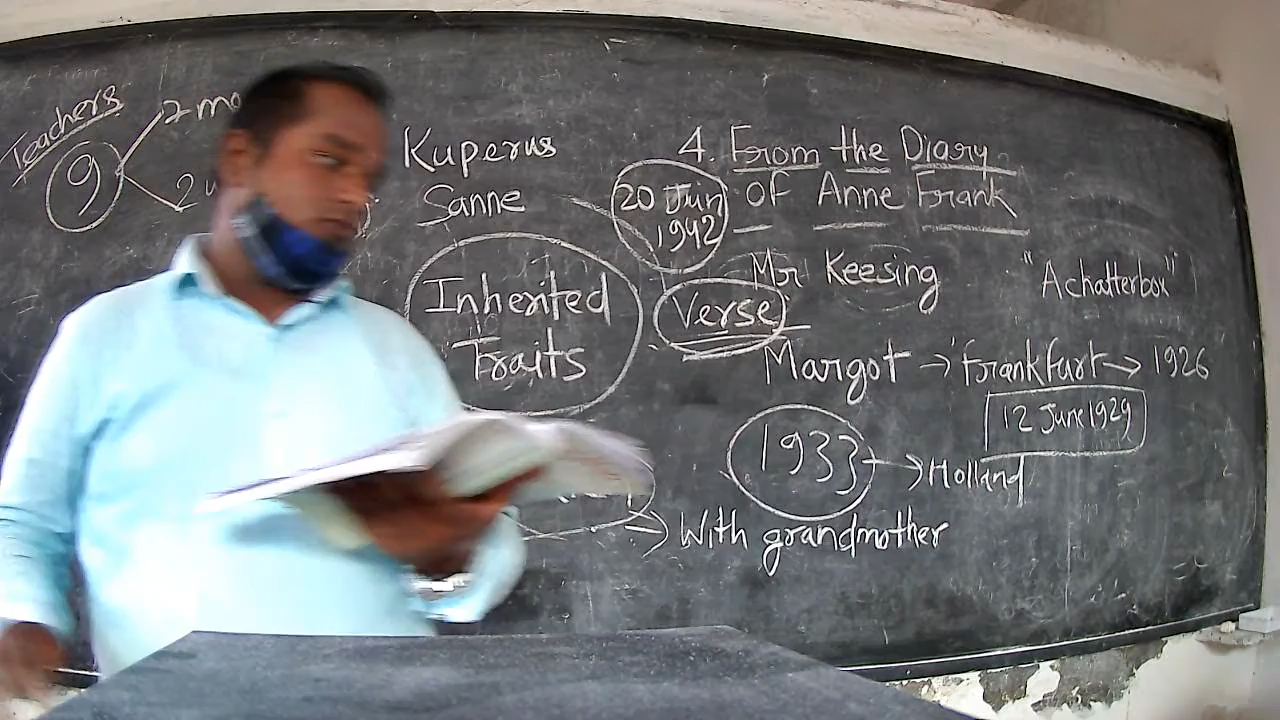 Teachers
9
2
2
Kuperus
Sanne
Inherited
Traits
4. From the Diary
of Anne Frank
20 Jun
1942
Mr Keesing
"A chatterbox"
Verse
Margot → Frankfurt → 1926
12 June 1929
1933 → Holland
→ With grandmother